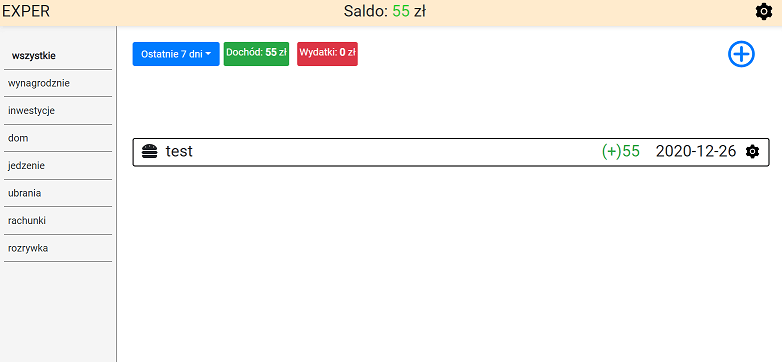 EXPER Saldo: 55 zł
wszystkie
wynagrodznie
inwestycje
dom
jedzenie
ubrania
rachunki
rozrywka
Ostatnie 7 dni Dochód: 55 zł Wydatki: 0 zł
test (+)55 2020-12-26